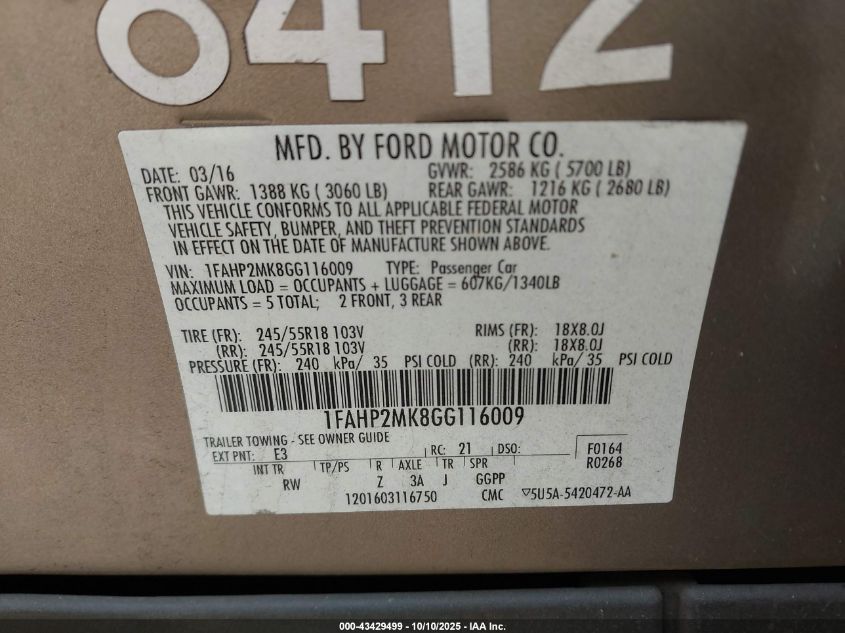 6412
MFD. BY FORD MOTOR CO.
DATE: 03/16 GVWR: 2586 KG ( 5700 LB)
FRONT GAWR: 1388 KG ( 3060 LB) REAR GAWR: 1216 KG ( 2680 LB)
THIS VEHICLE CONFORMS TO ALL APPLICABLE FEDERAL MOTOR
VEHICLE SAFETY, BUMPER, AND THEFT PREVENTION STANDARDS
IN EFFECT ON THE DATE OF MANUFACTURE SHOWN ABOVE.
VIN: 1FAHP2MK8GG116009 TYPE: Passenger Car
MAXIMUM LOAD = OCCUPANTS + LUGGAGE = 607KG/1340LB
OCCUPANTS = 5 TOTAL; 2 FRONT, 3 REAR
TIRE (FR): 245/55R18 103V RIMS (FR): 18X8.0J
(RR): 245/55R18 103V (RR): 18X8.0J
PRESSURE (FR): 240 kPa/ 35 PSI COLD (RR): 240 kPa/ 35 PSI COLD
1FAHP2MK8GG116009
TRAILER TOWING - SEE OWNER GUIDE
EXT PNT: E3 RC: 21 DSO: F0164
R0268
INT TR TP/PS R AXLE TR SPR
RW Z 3A J GGPP
1201603116750 CMC ▽5U5A-5420472-AA
000-43429499 - 10/10/2025 - IAA Inc.